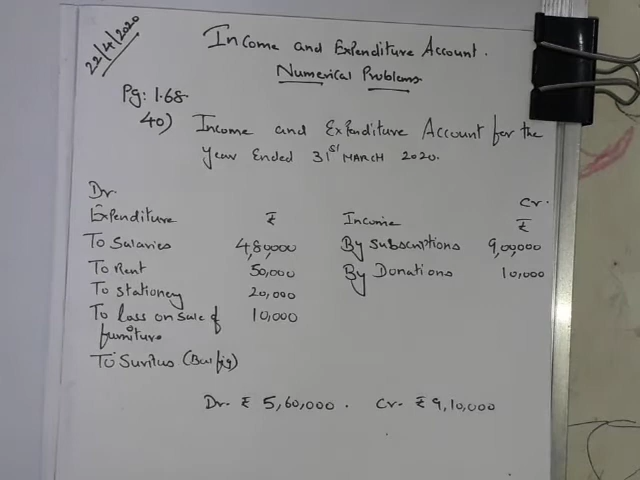 22/4/2020
Income and Expenditure Account.
Numerical Problems
Pg: 1.68
40) Income and Expenditure Account for the
Year Ended 31st MARCH 2020.
Dr.
Cr.
Expenditure ₹ Income ₹
To Salaries 4,80,000 By Subscriptions 9,00,000
To Rent 50,000 By Donations 10,000
To Stationery 20,000
To loss on sale of 10,000
furniture
To Surplus (Bal fig)
Dr. ₹ 5,60,000. Cr. ₹ 9,10,000